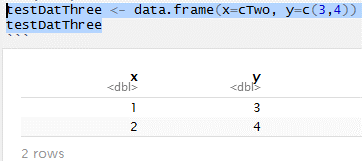 testDatThree <- data.frame(x=cTwo, y=c(3,4))
testDatThree
```
x y
<dbl> <dbl>
1 3
2 4
2 rows